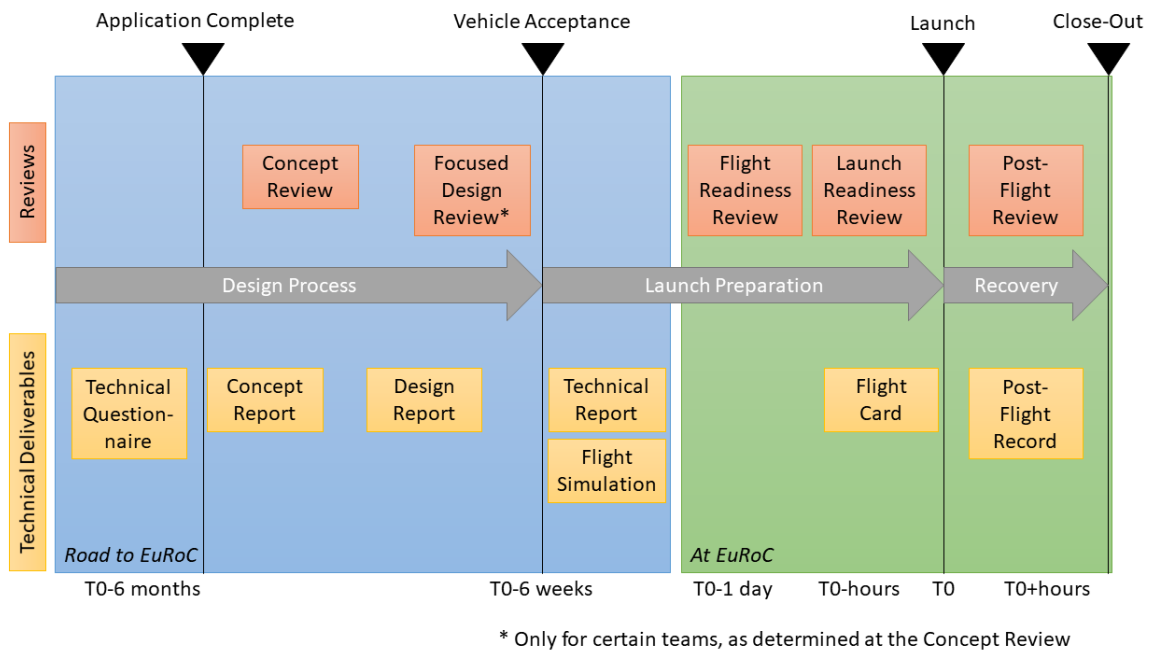 Application Complete
Vehicle Acceptance
Launch
Close-Out
Reviews
Concept
Review
Focused
Design
Review*
Flight
Readiness
Review
Launch
Readiness
Review
Post-
Flight
Review
Design Process
Launch Preparation
Recovery
Technical Deliverables
Technical
Question-
naire
Concept
Report
Design
Report
Technical
Report
Flight
Simulation
Flight
Card
Post-
Flight
Record
Road to EuRoC
At EuRoC
T0-6 months
T0-6 weeks
T0-1 day
T0-hours
T0
T0+hours
* Only for certain teams, as determined at the Concept Review